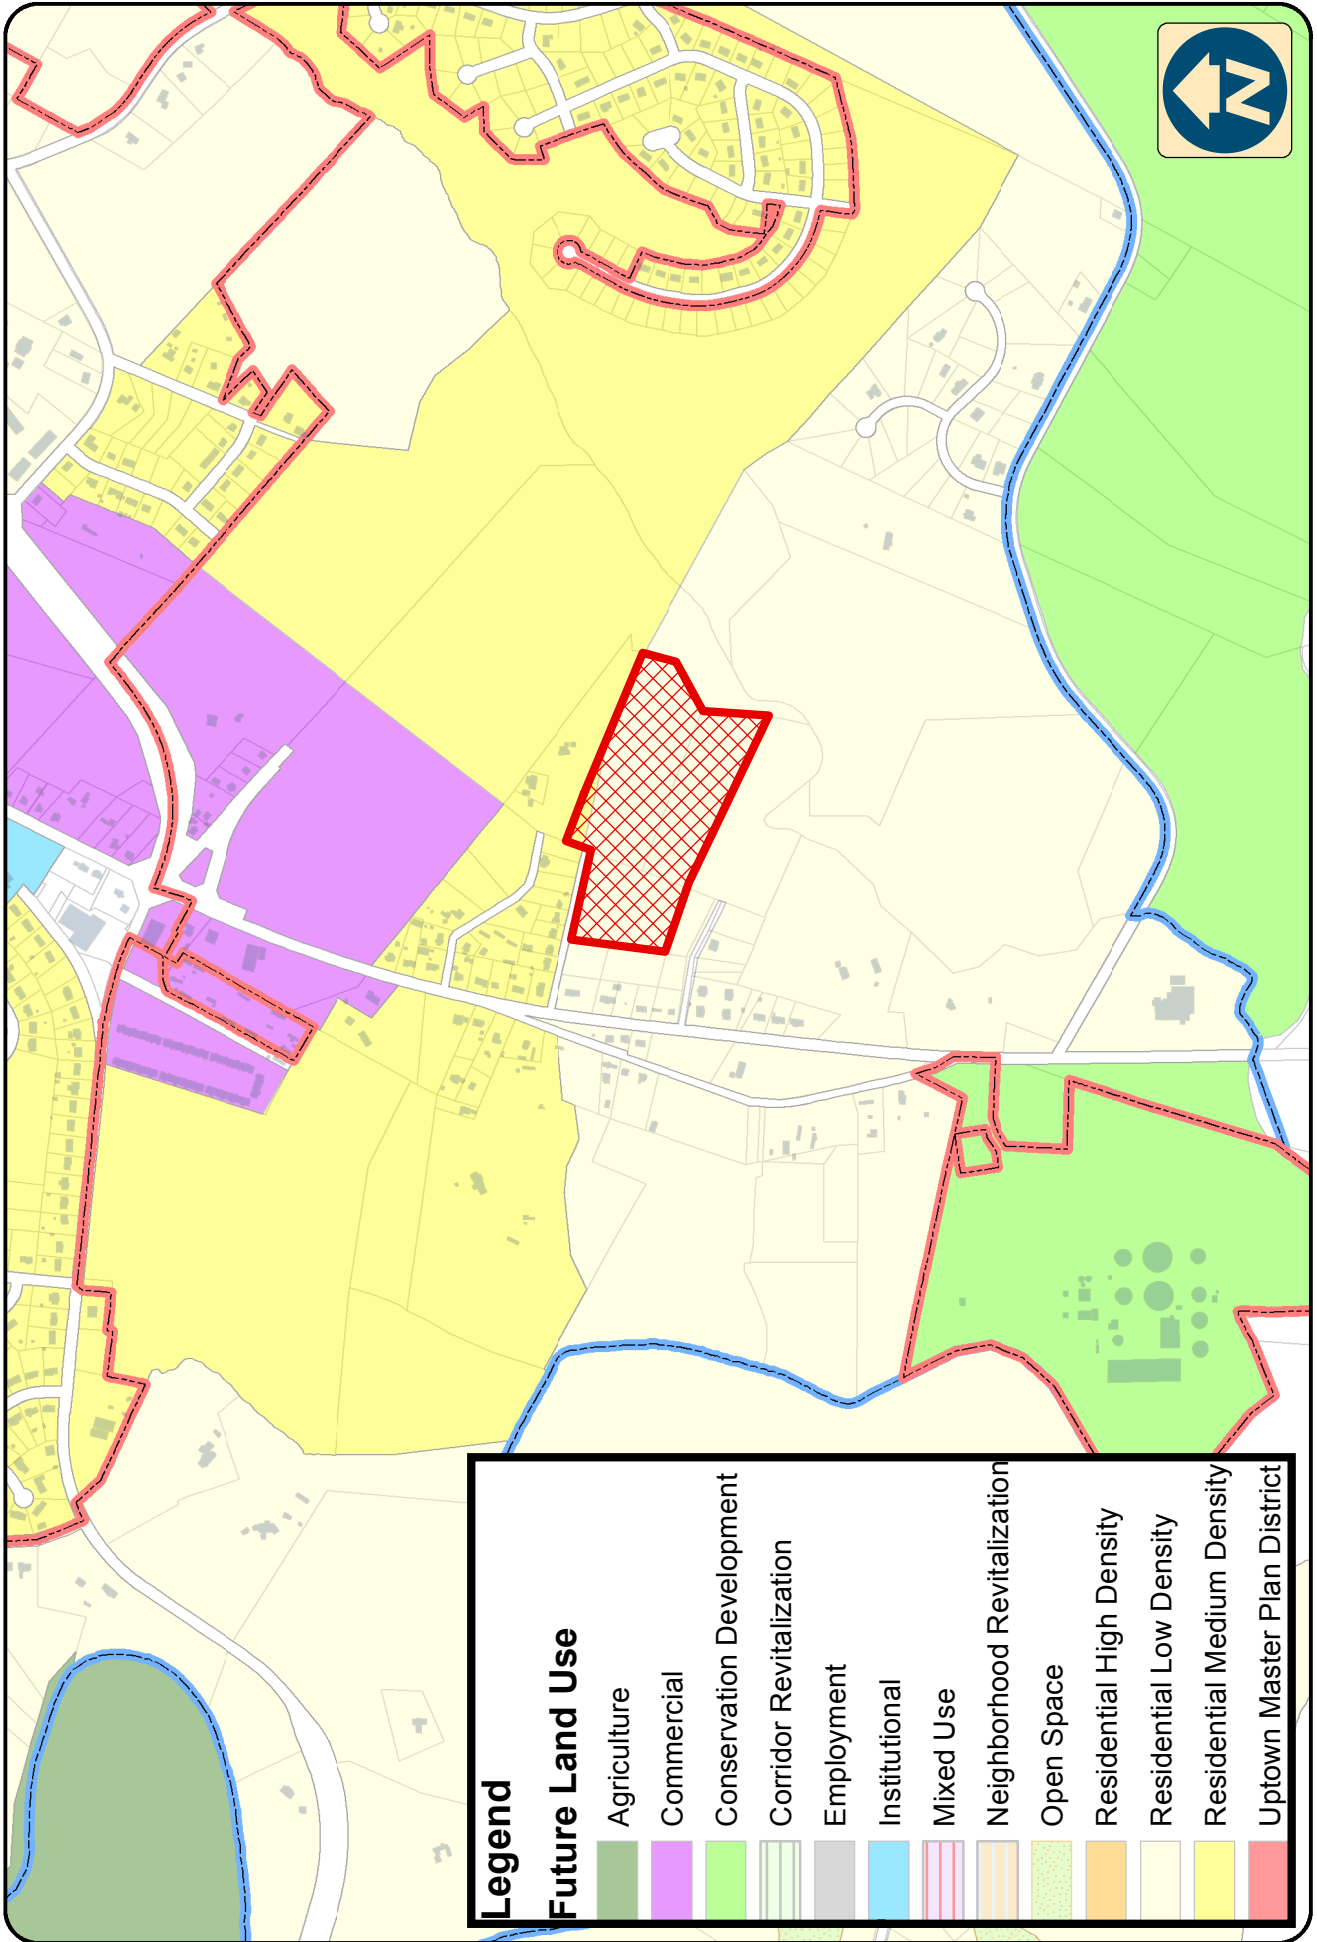 N
Legend
Future Land Use
Agriculture
Commercial
Conservation Development
Corridor Revitalization
Employment
Institutional
Mixed Use
Neighborhood Revitalization
Open Space
Residential High Density
Residential Low Density
Residential Medium Density
Uptown Master Plan District